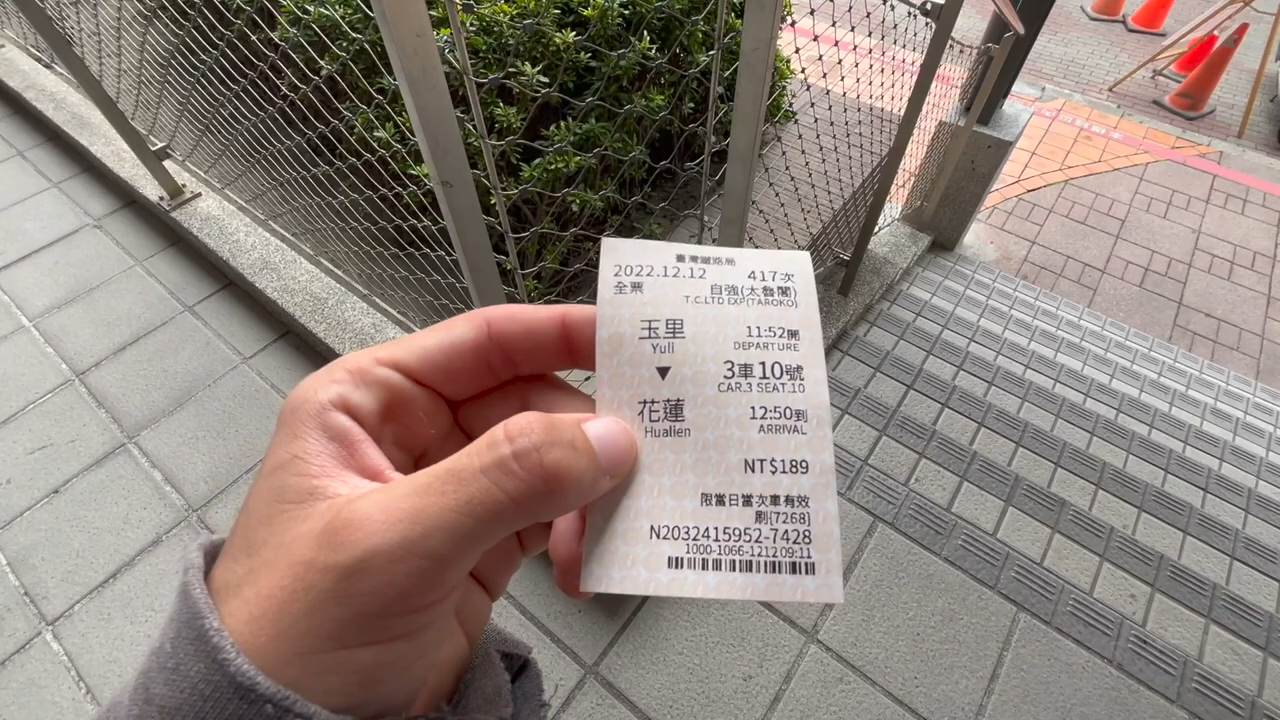 臺灣鐵路局
2022.12.12 417次
全票 自強(太魯閣)
T.C.LTD EXP(TAROKO)
玉里 11:52開
Yuli DEPARTURE
▼ 3車10號
CAR.3 SEAT.10
花蓮 12:50到
Hualien ARRIVAL
NT$189
限當日當次車有效
刷{7268}
N2032415952-7428
1000-1066-1212 09:11